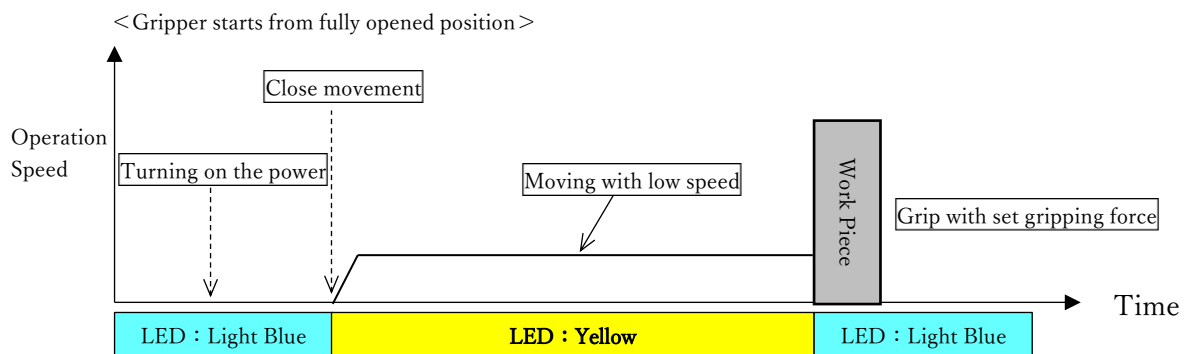 ＜Gripper starts from fully opened position＞
Close movement
Operation
Speed
Turning on the power
Moving with low speed
Work Piece
Grip with set gripping force
Time
LED：Light Blue
LED：Yellow
LED：Light Blue